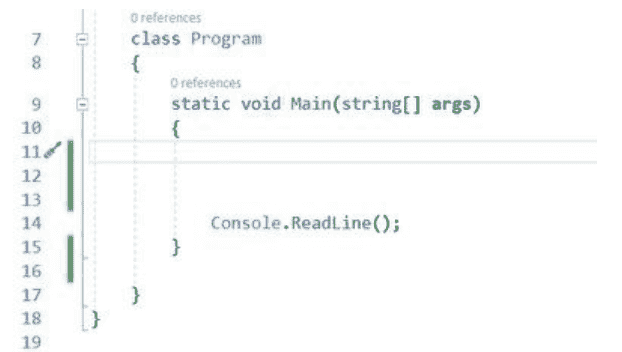 0 references
7 class Program
8 {
0 references
9 static void Main(string[] args)
10 {
11
12
13
14 Console.ReadLine();
15 }
16
17 }
18 }
19